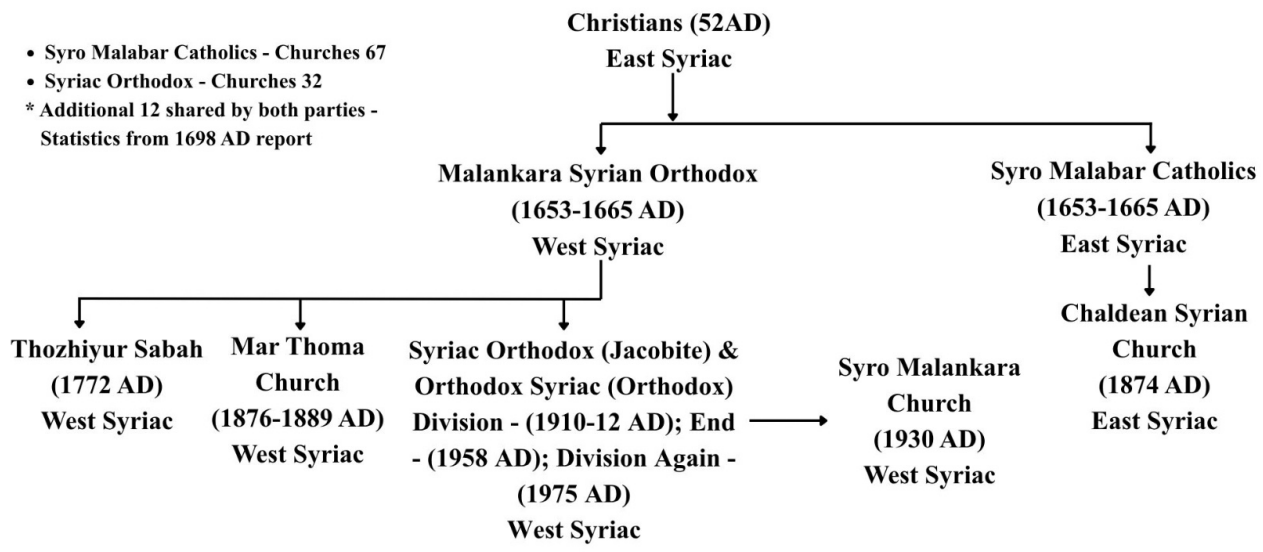 Christians (52AD)
East Syriac
• Syro Malabar Catholics - Churches 67
• Syriac Orthodox - Churches 32
* Additional 12 shared by both parties -
Statistics from 1698 AD report
Malankara Syrian Orthodox
(1653-1665 AD)
West Syriac
Syro Malabar Catholics
(1653-1665 AD)
East Syriac
Thozhiyur Sabah
(1772 AD)
West Syriac
Mar Thoma
Church
(1876-1889 AD)
West Syriac
Syriac Orthodox (Jacobite) &
Orthodox Syriac (Orthodox)
Division - (1910-12 AD); End
- (1958 AD); Division Again -
(1975 AD)
West Syriac
Syro Malankara
Church
(1930 AD)
West Syriac
Chaldean Syrian
Church
(1874 AD)
East Syriac